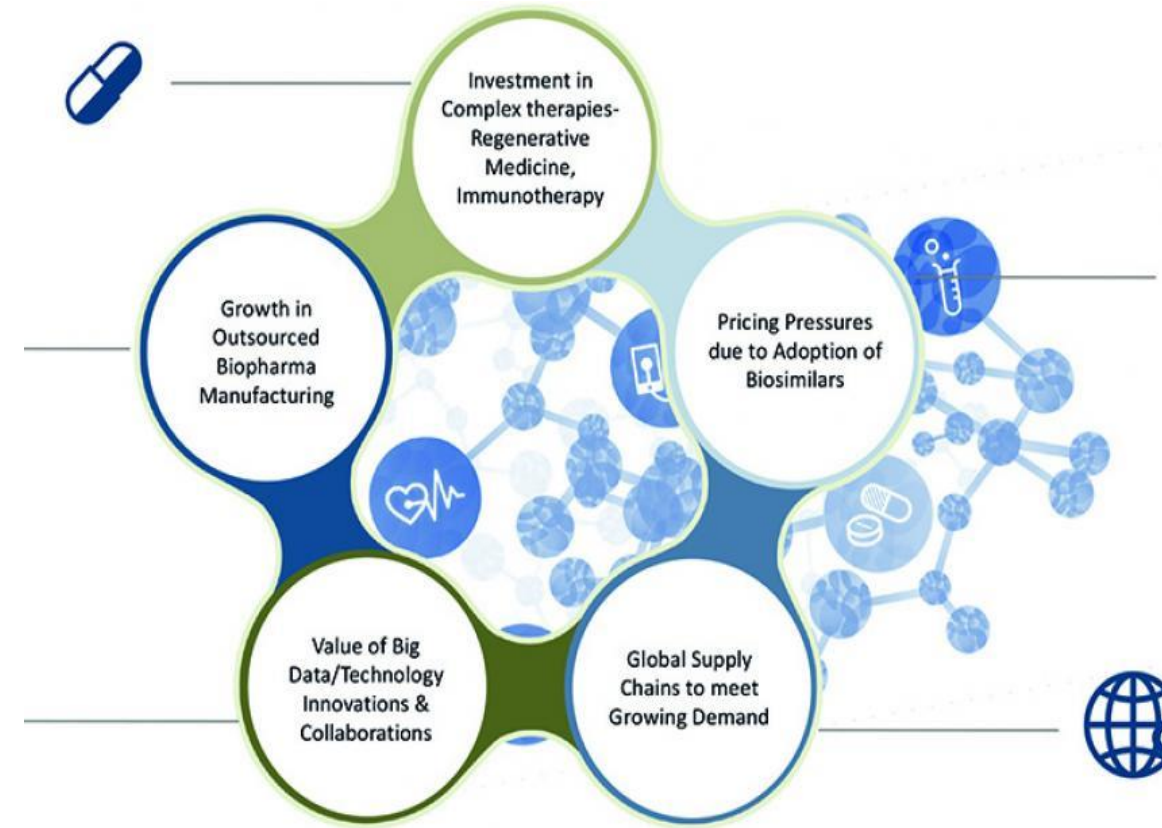 Investment in
Complex therapies-
Regenerative
Medicine,
Immunotherapy
Growth in
Outsourced
Biopharma
Manufacturing
Pricing Pressures
due to Adoption of
Biosimilars
Value of Big
Data/Technology
Innovations &
Collaborations
Global Supply
Chains to meet
Growing Demand